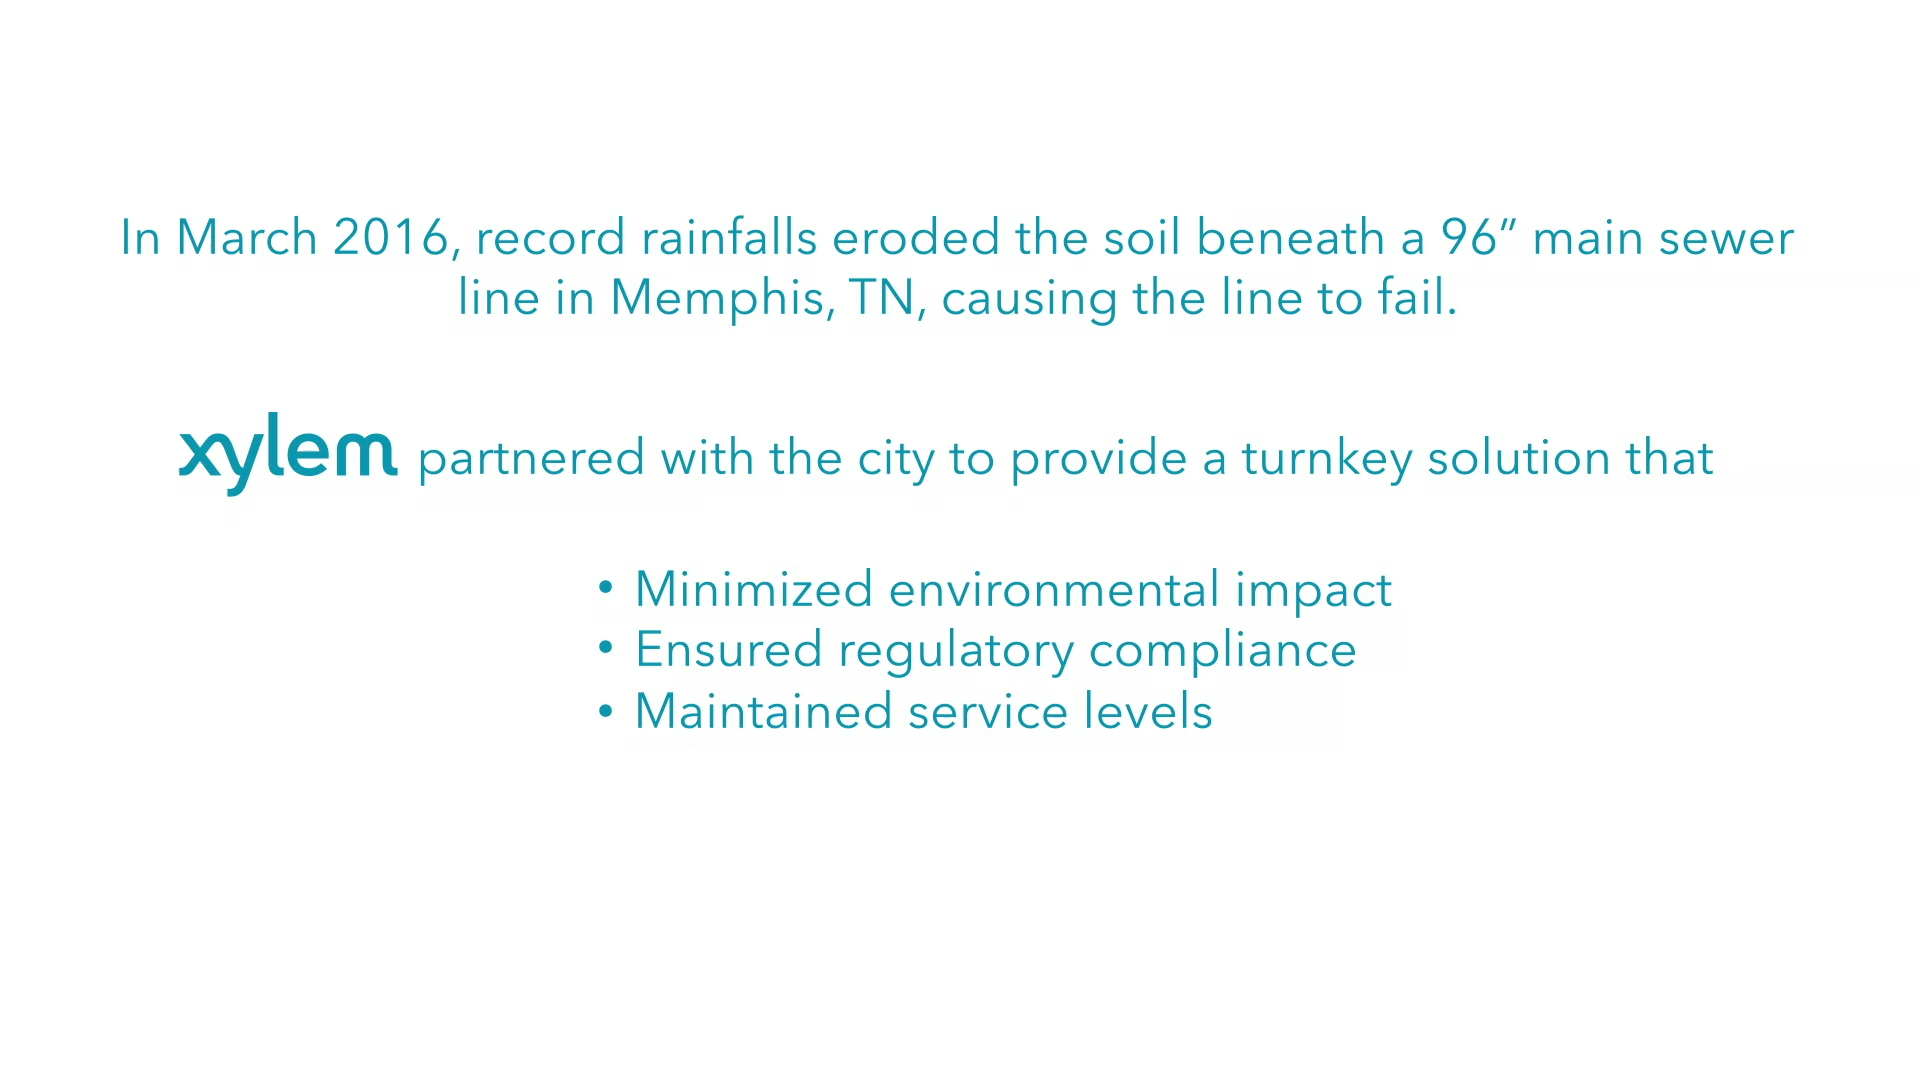 In March 2016, record rainfalls eroded the soil beneath a 96” main sewer
line in Memphis, TN, causing the line to fail.
xylem partnered with the city to provide a turnkey solution that
• Minimized environmental impact
• Ensured regulatory compliance
• Maintained service levels